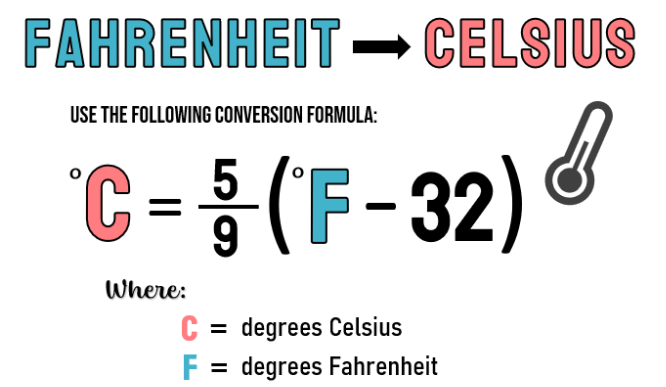 FAHRENHEIT → CELSIUS
USE THE FOLLOWING CONVERSION FORMULA:
°C = 5/9 (°F - 32)
Where:
C = degrees Celsius
F = degrees Fahrenheit